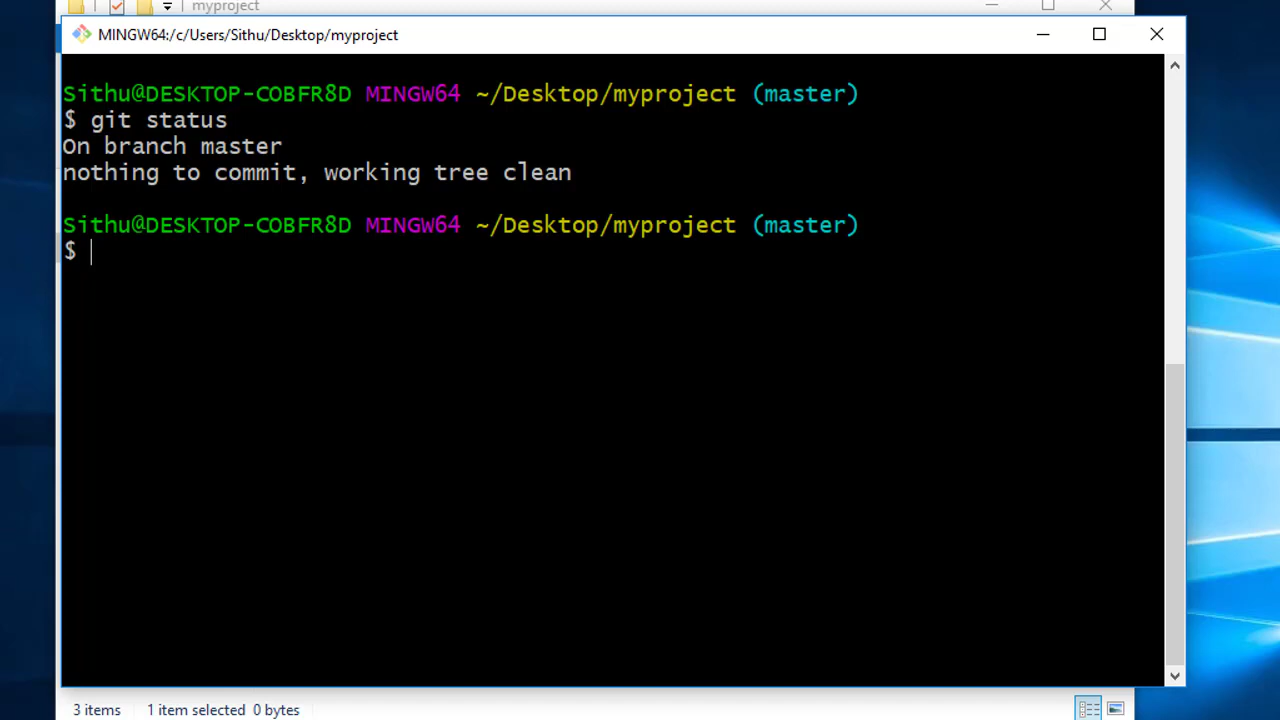 myproject
MINGW64:/c/Users/Sithu/Desktop/myproject
Sithu@DESKTOP-COBFR8D MINGW64 ~/Desktop/myproject (master)
$ git status
On branch master
nothing to commit, working tree clean
Sithu@DESKTOP-COBFR8D MINGW64 ~/Desktop/myproject (master)
$
3 items 1 item selected 0 bytes